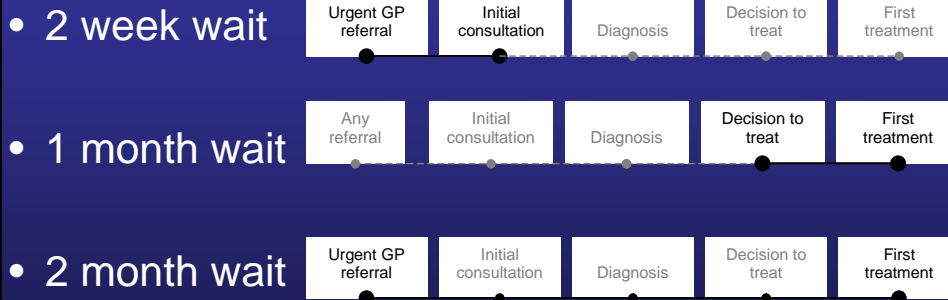 • 2 week wait
Urgent GP
referral
Initial
consultation
Diagnosis
Decision to
treat
First
treatment
• 1 month wait
Any
referral
Initial
consultation
Diagnosis
Decision to
treat
First
treatment
• 2 month wait
Urgent GP
referral
Initial
consultation
Diagnosis
Decision to
treat
First
treatment